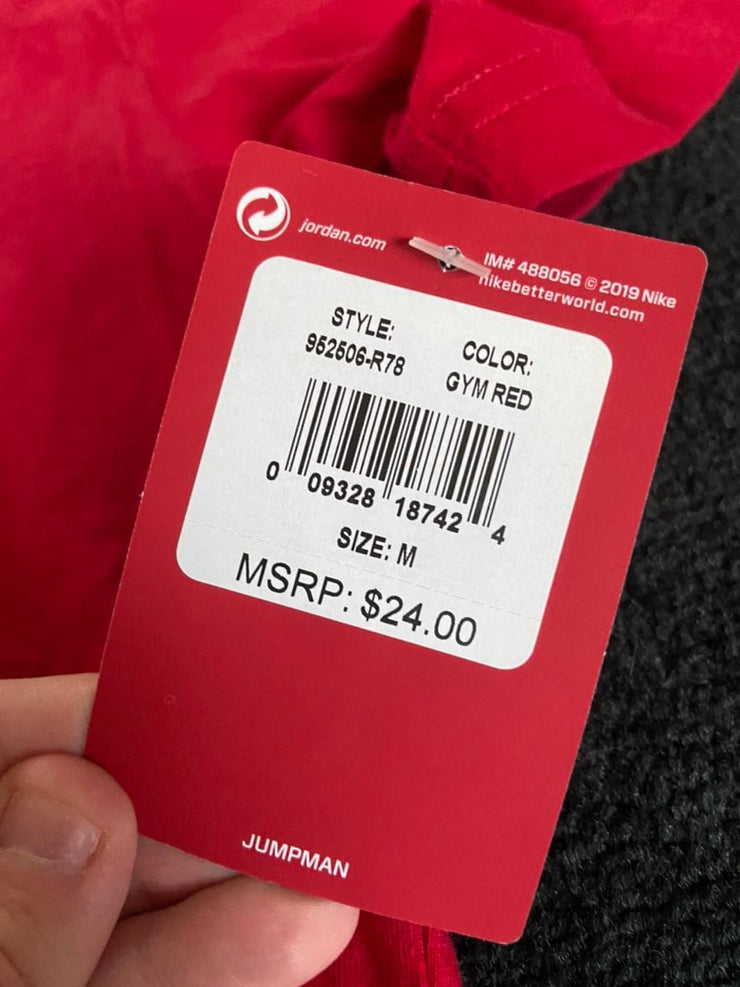 jordan.com
IM# 488056 © 2019 Nike
nikebetterworld.com
STYLE:
952506-R78
COLOR:
GYM RED
0 09328 18742 4
SIZE: M
MSRP: $24.00
JUMPMAN